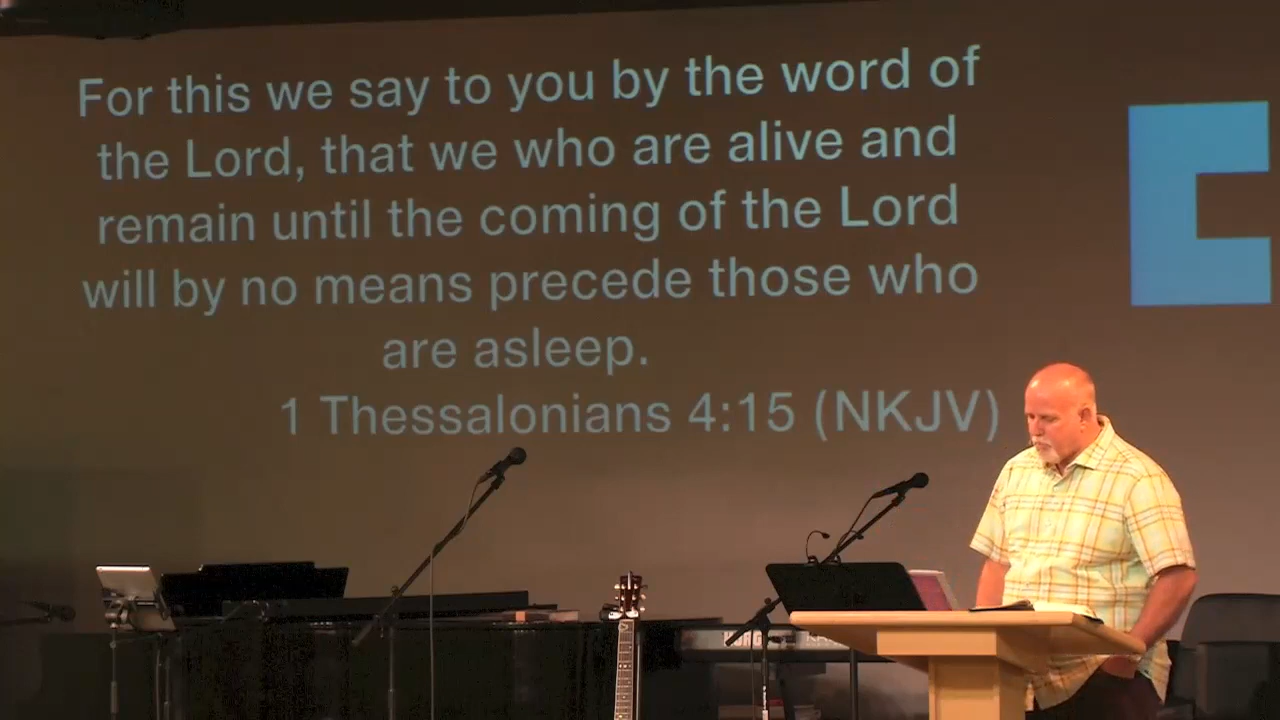 For this we say to you by the word of
the Lord, that we who are alive and
remain until the coming of the Lord
will by no means precede those who
are asleep.
1 Thessalonians 4:15 (NKJV)